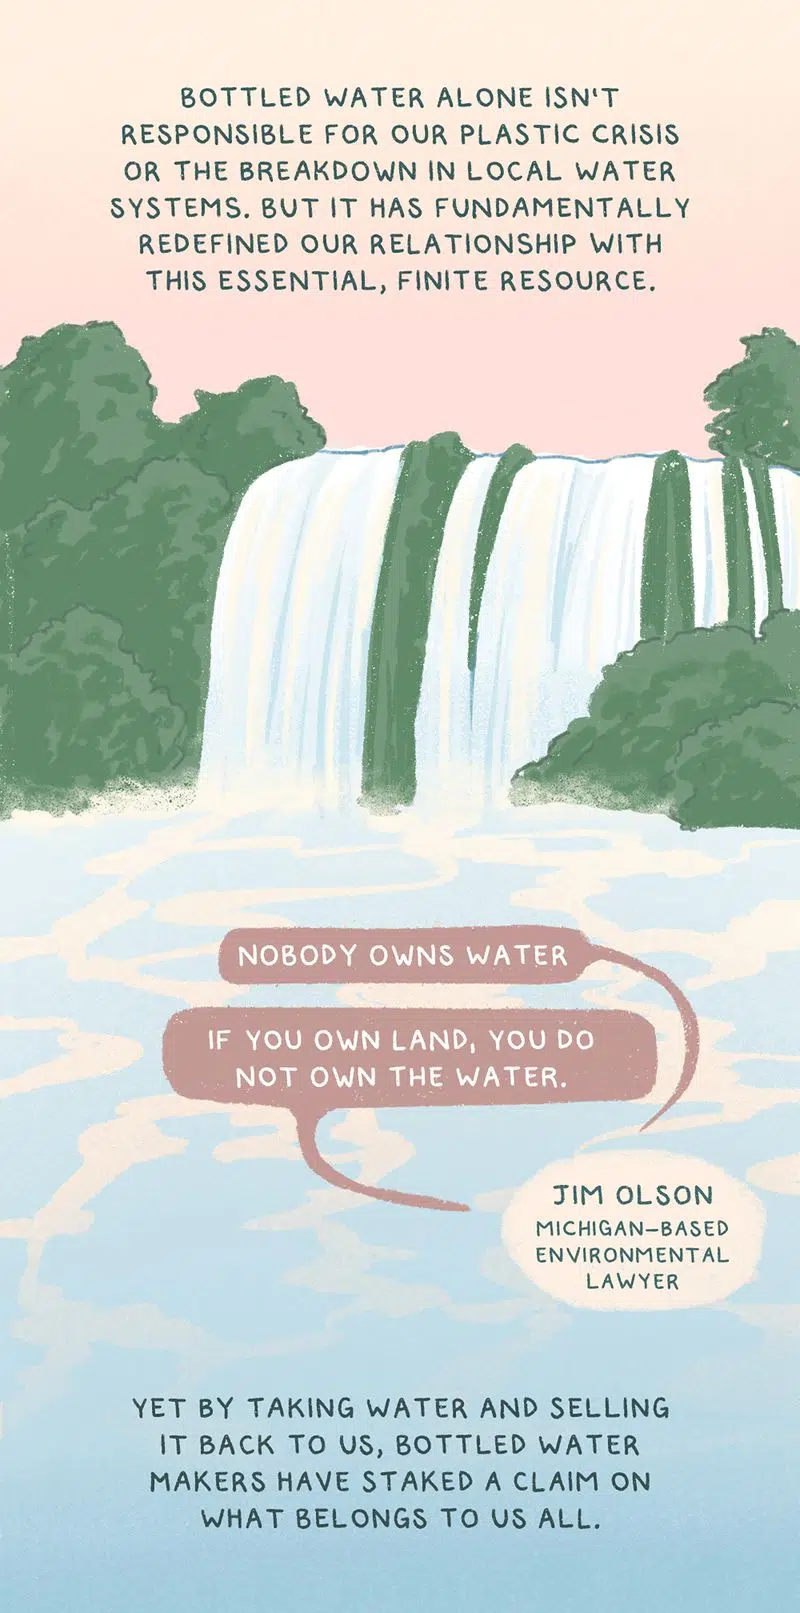 BOTTLED WATER ALONE ISN'T
RESPONSIBLE FOR OUR PLASTIC CRISIS
OR THE BREAKDOWN IN LOCAL WATER
SYSTEMS. BUT IT HAS FUNDAMENTALLY
REDEFINED OUR RELATIONSHIP WITH
THIS ESSENTIAL, FINITE RESOURCE.
NOBODY OWNS WATER
IF YOU OWN LAND, YOU DO
NOT OWN THE WATER.
JIM OLSON
MICHIGAN-BASED
ENVIRONMENTAL
LAWYER
YET BY TAKING WATER AND SELLING
IT BACK TO US, BOTTLED WATER
MAKERS HAVE STAKED A CLAIM ON
WHAT BELONGS TO US ALL.